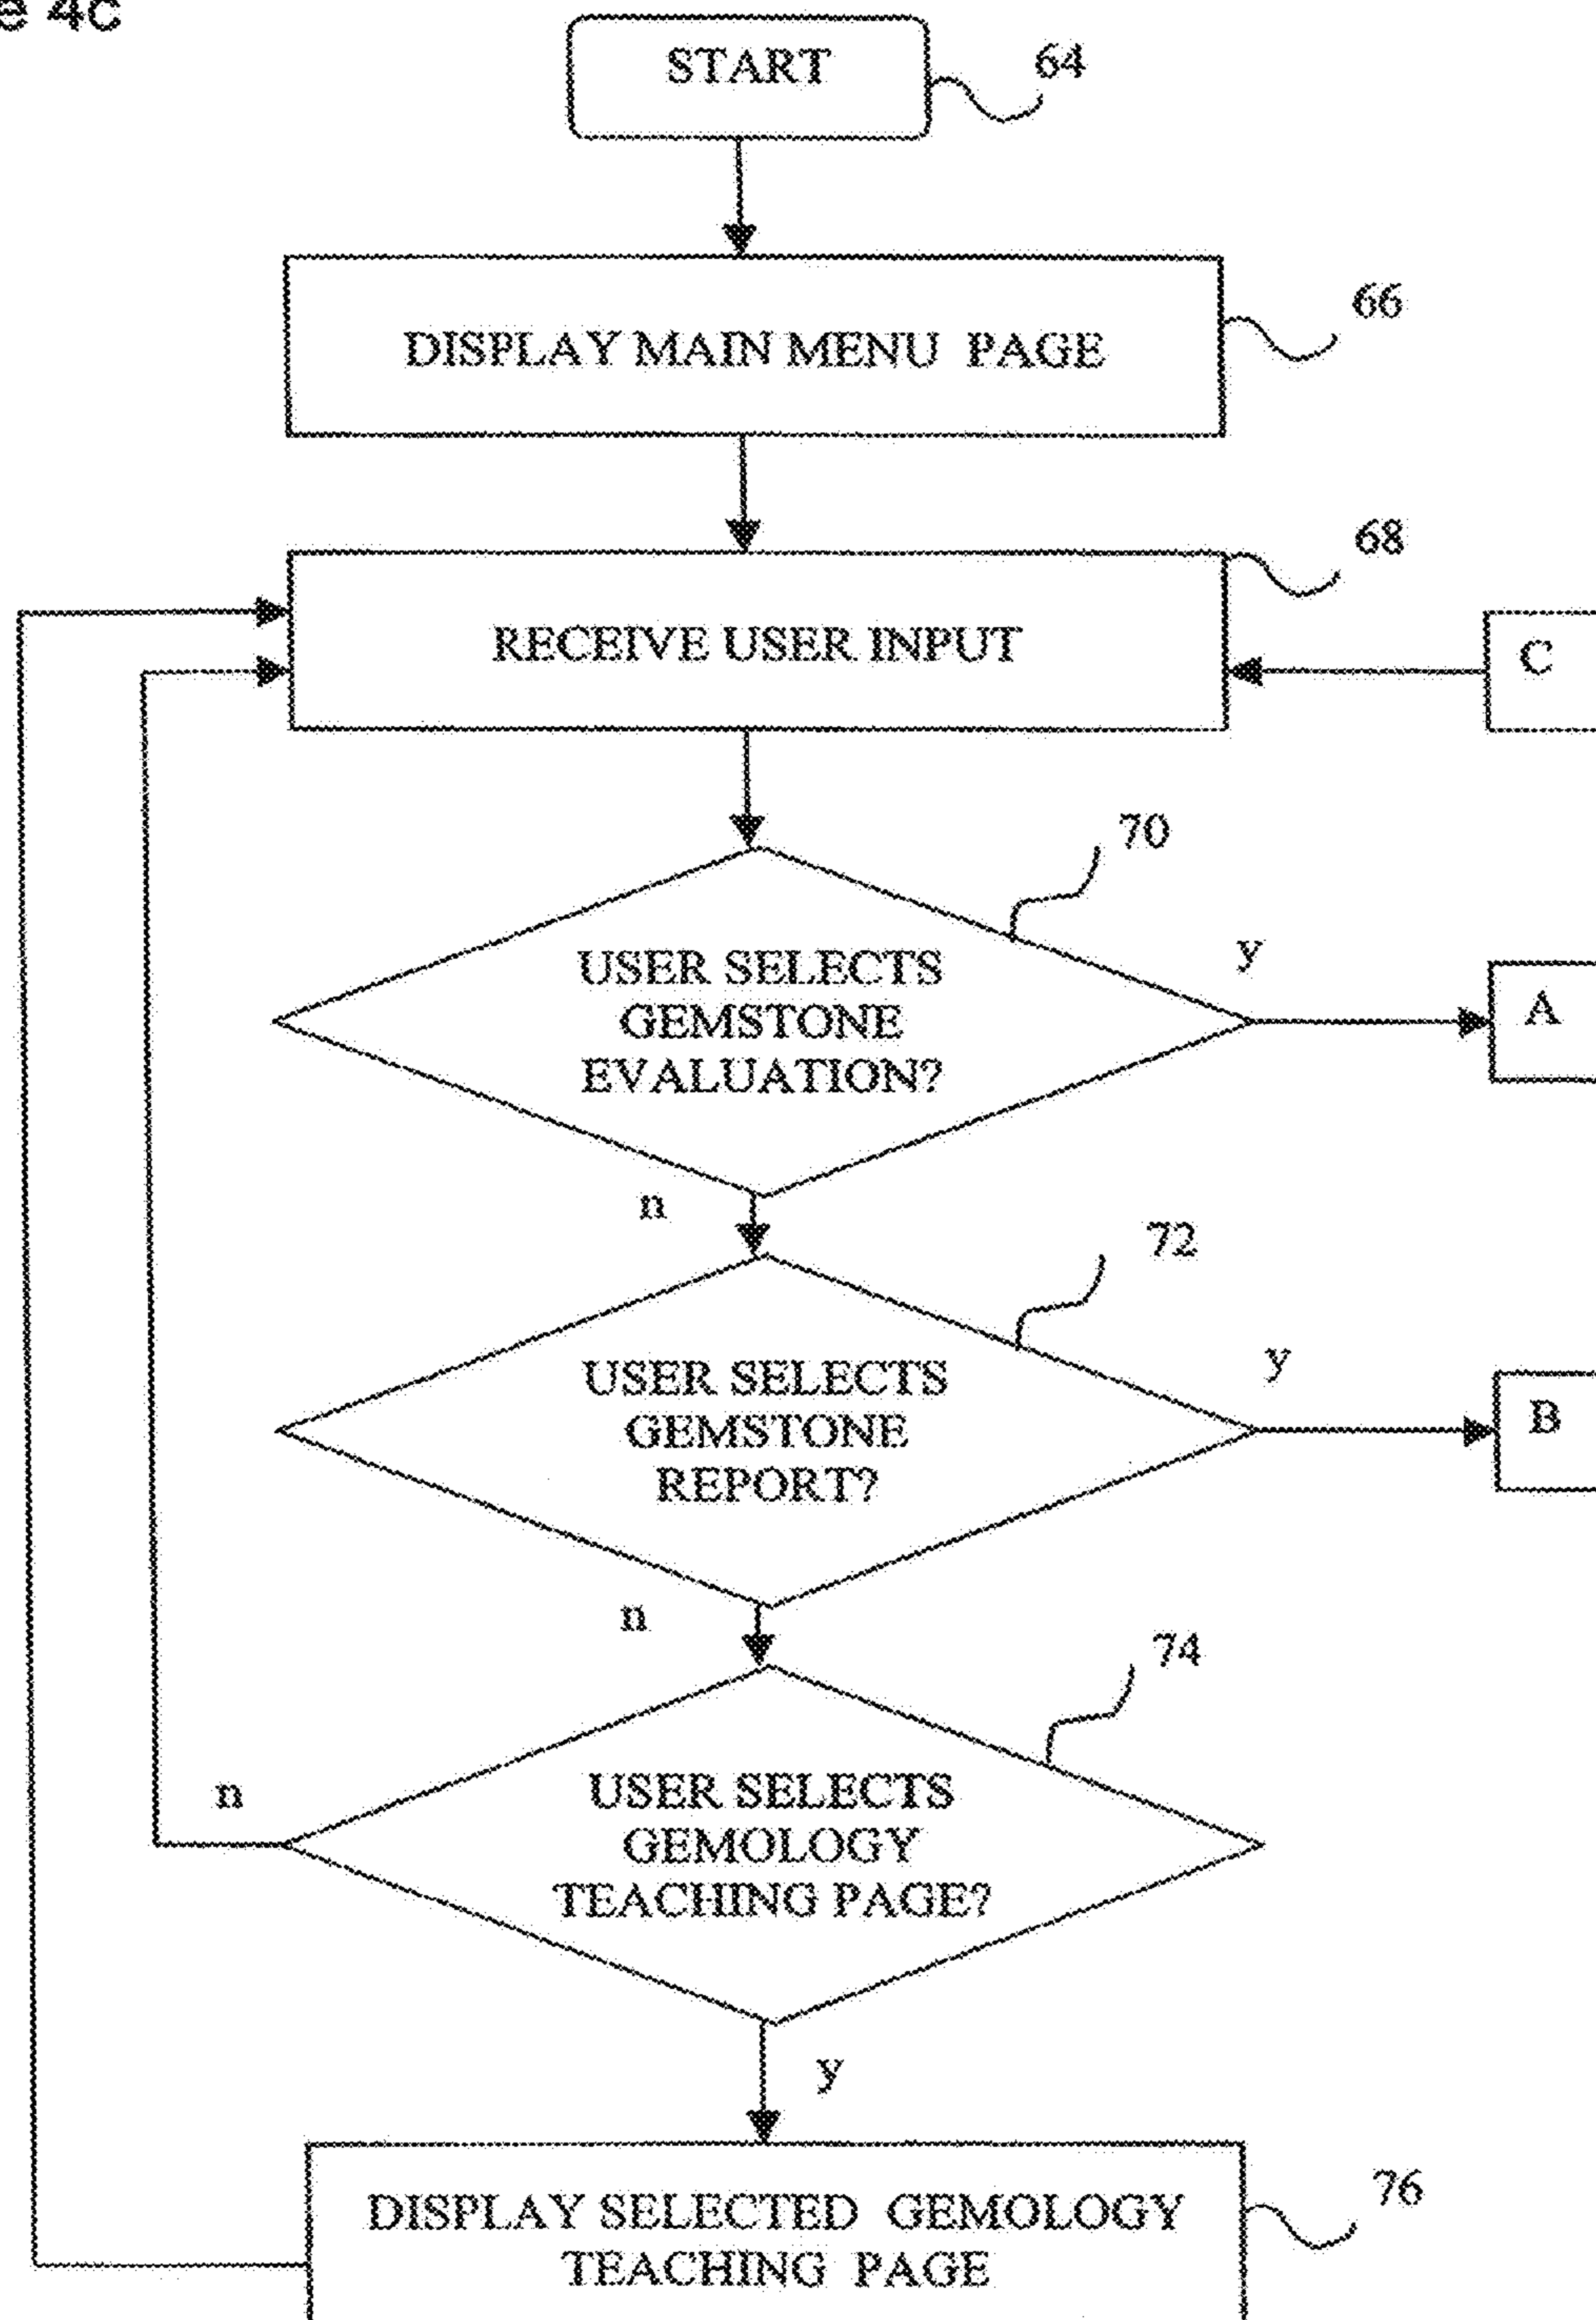 e 4c
START
64
DISPLAY MAIN MENU PAGE
66
68
RECEIVE USER INPUT
C
70
USER SELECTS
GEMSTONE
EVALUATION?
y
A
n
72
USER SELECTS
GEMSTONE
REPORT?
y
B
n
74
USER SELECTS
GEMOLOGY
TEACHING PAGE?
n
y
DISPLAY SELECTED GEMOLOGY
TEACHING PAGE
76